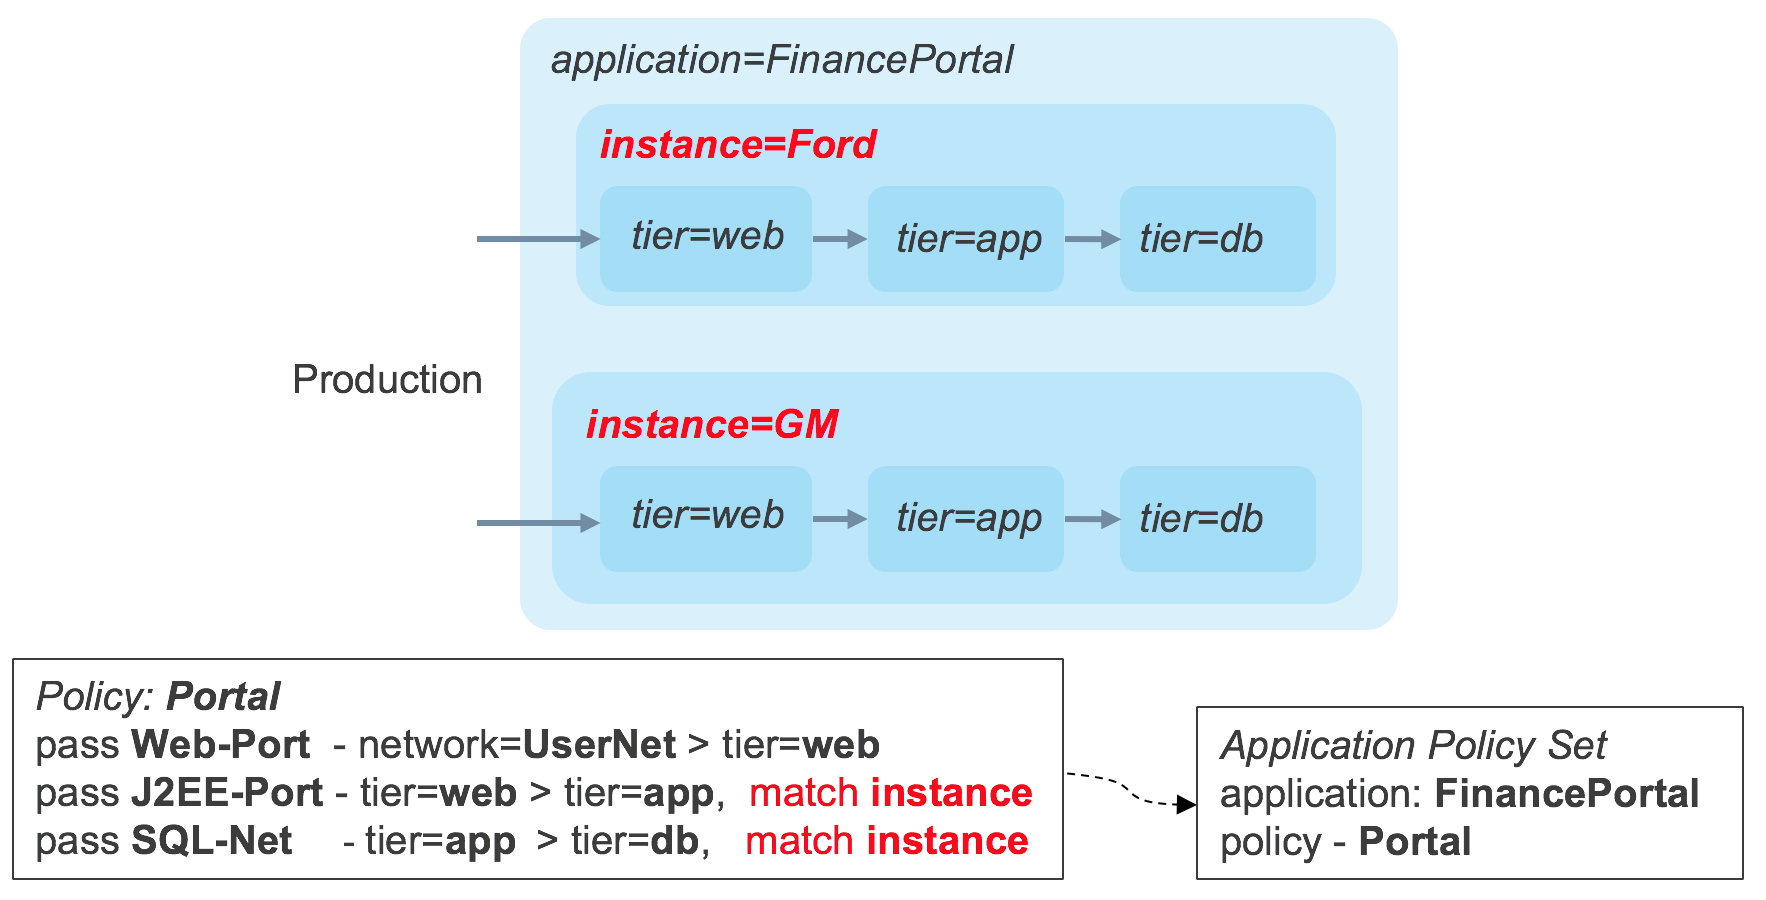 application=FinancePortal
instance=Ford
tier=web
tier=app
tier=db
Production
instance=GM
tier=web
tier=app
tier=db
Policy: Portal
pass Web-Port - network=UserNet > tier=web
pass J2EE-Port - tier=web > tier=app, match instance
pass SQL-Net - tier=app > tier=db, match instance
Application Policy Set
application: FinancePortal
policy - Portal